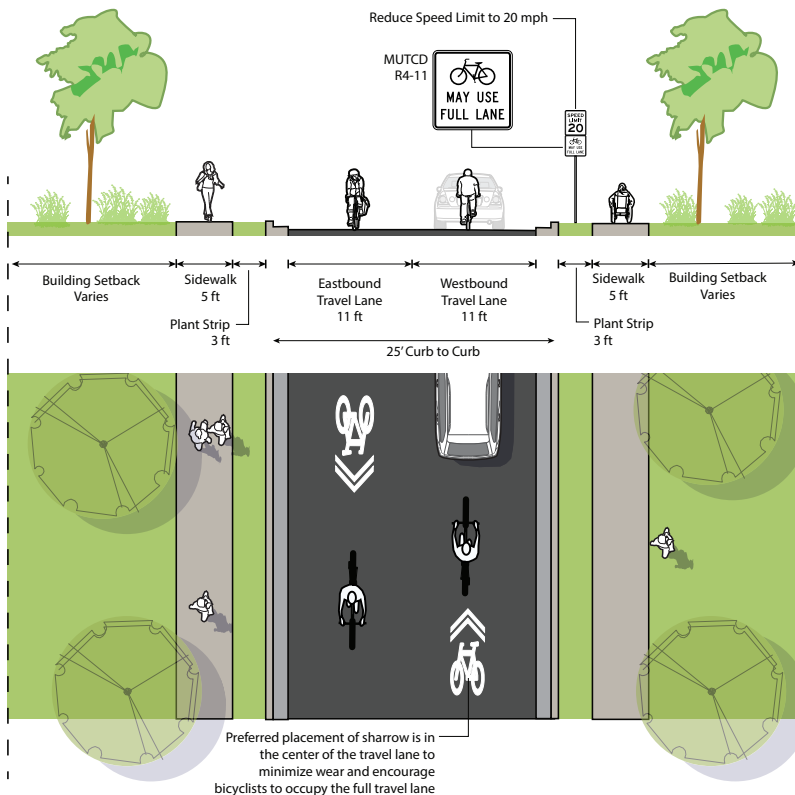 Reduce Speed Limit to 20 mph
MUTCD
R4-11
MAY USE
FULL LANE
SPEED
LIMIT
20
MAY USE
FULL LANE
Building Setback
Varies
Sidewalk
5 ft
Plant Strip
3 ft
Eastbound
Travel Lane
11 ft
Westbound
Travel Lane
11 ft
Sidewalk
5 ft
Plant Strip
3 ft
Building Setback
Varies
25' Curb to Curb
Preferred placement of sharrow is in
the center of the travel lane to
minimize wear and encourage
bicyclists to occupy the full travel lane